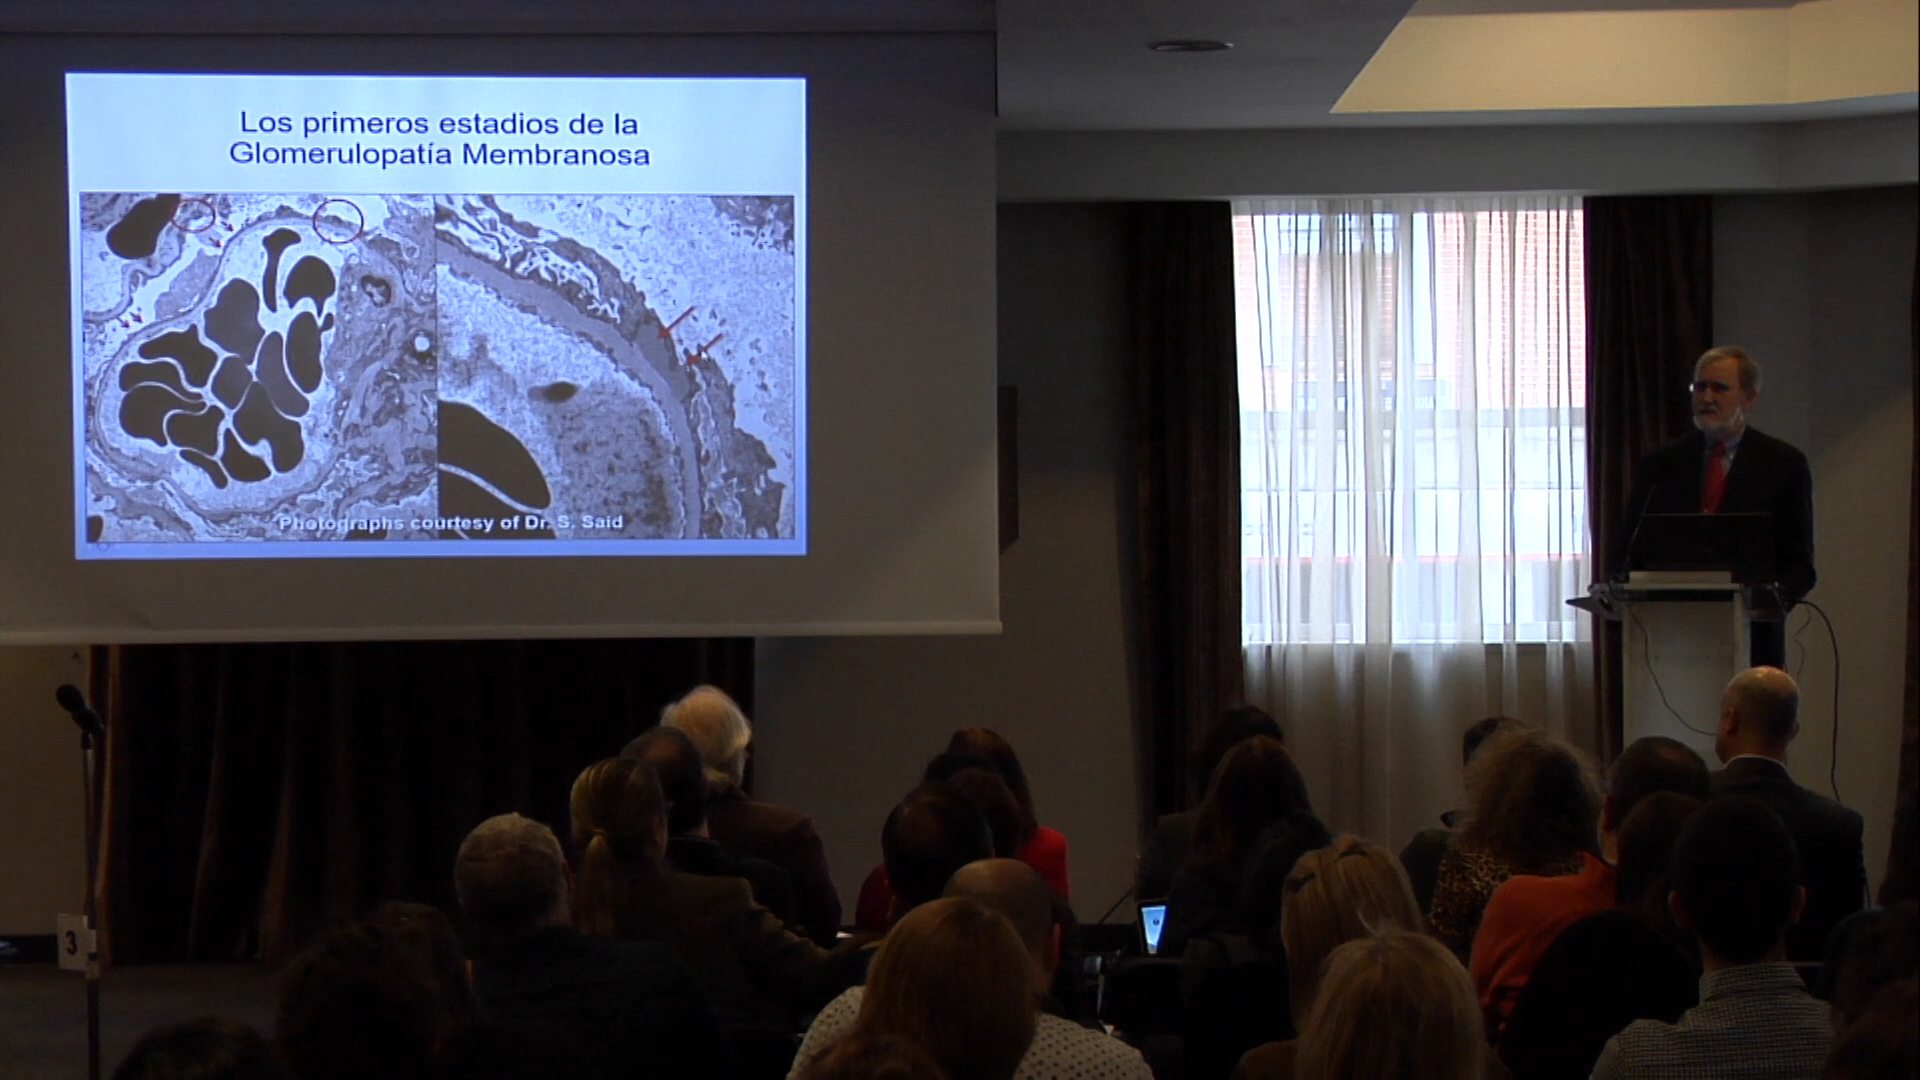 Los primeros estadios de la
Glomerulopatía Membranosa
Photographs courtesy of Dr. S. Said
3